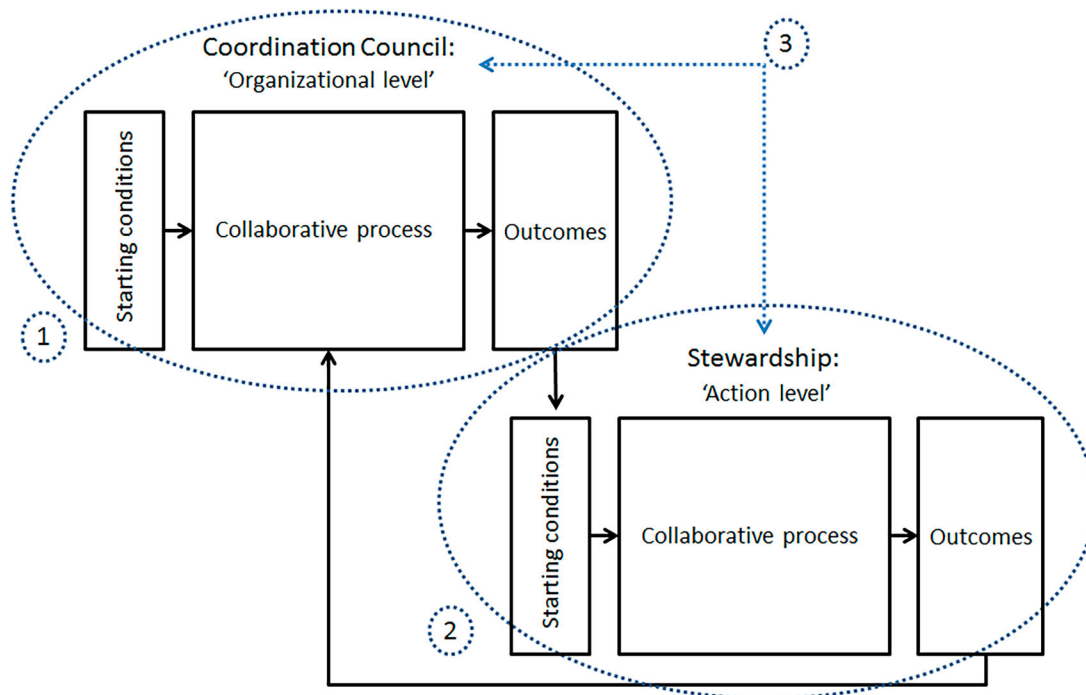 Coordination Council:
‘Organizational level’
3
Starting conditions
Collaborative process
Outcomes
1
Stewardship:
‘Action level’
Starting conditions
Collaborative process
Outcomes
2